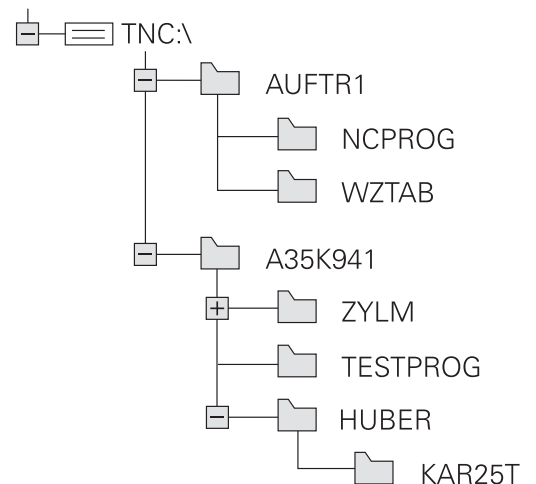 TNC:\
AUFTR1
NCPROG
WZTAB
A35K941
ZYLM
TESTPROG
HUBER
KAR25T